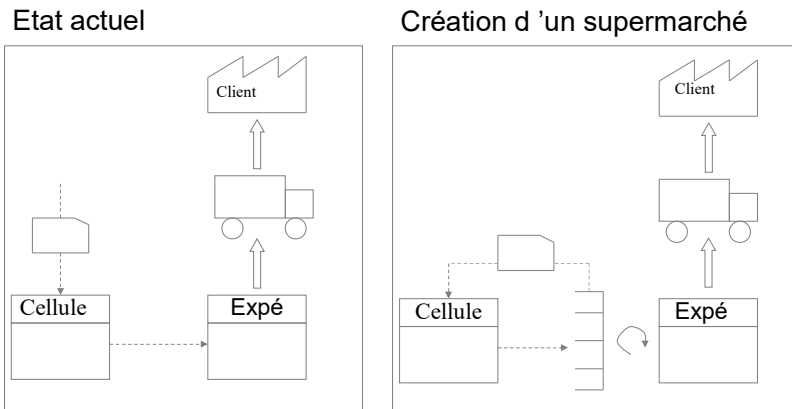 Etat actuel
Client
Cellule
Expé
Création d ’un supermarché
Client
Cellule
Expé